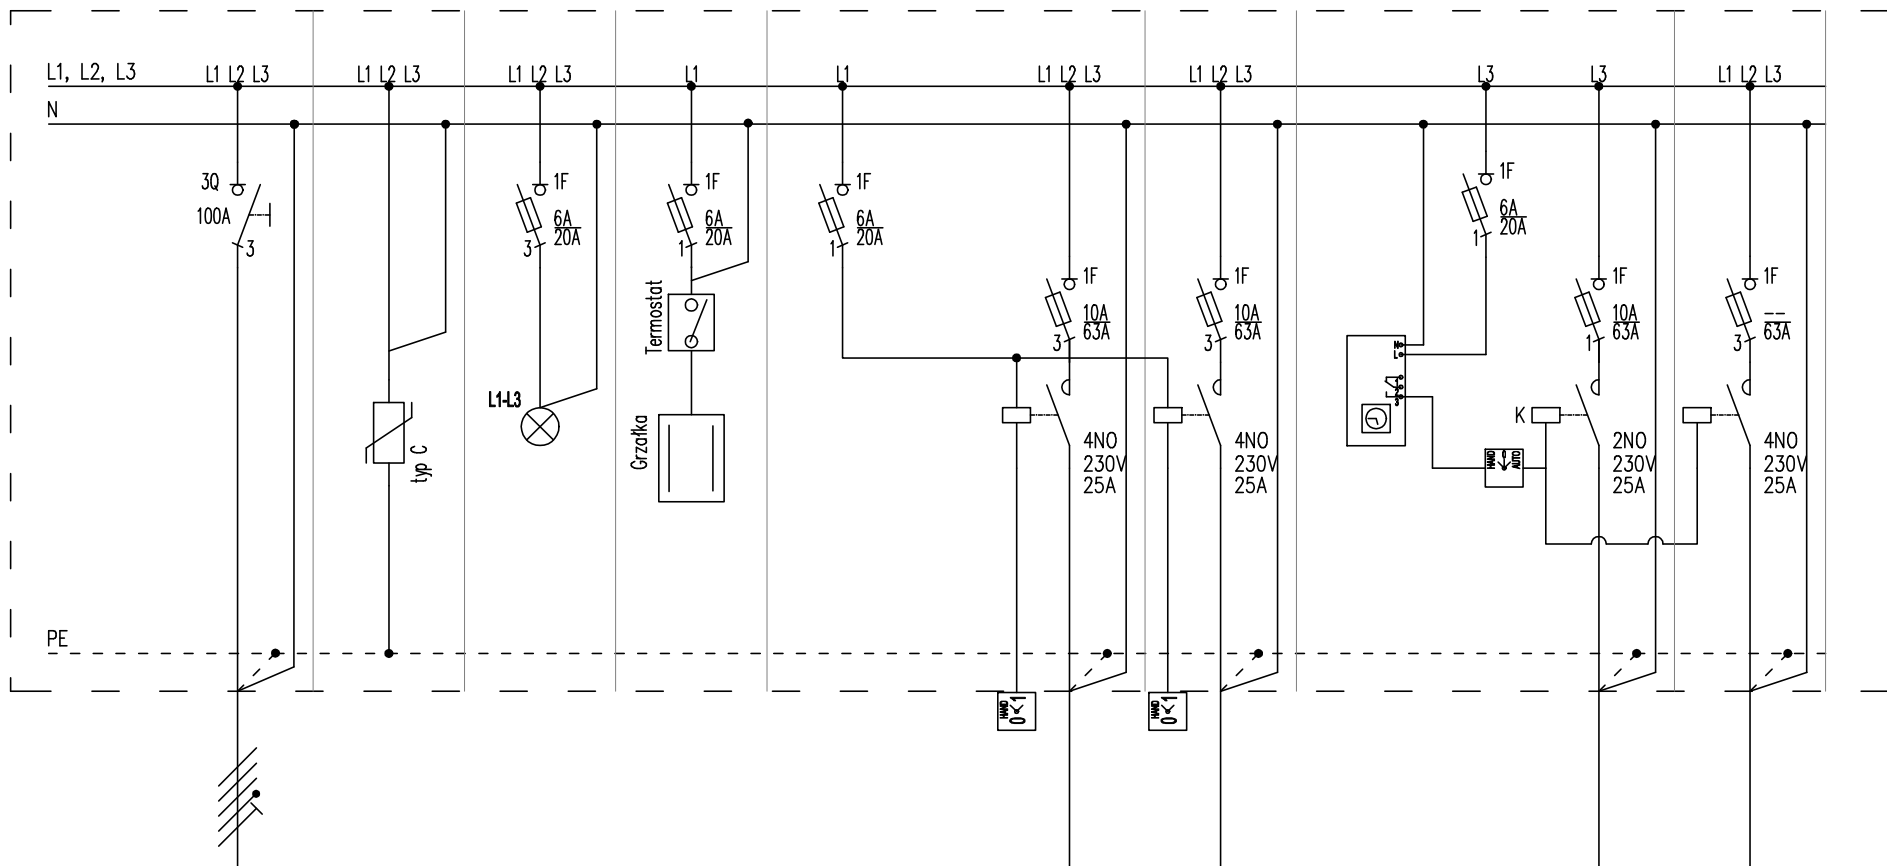 L1, L2, L3
L1 L2 L3
L1 L2 L3
L1 L2 L3
L1
L1
L1 L2 L3
L1 L2 L3
L3
L3
L1 L2 L3
N
3Q
100A
3
1F
6A
20A
3
1F
6A
20A
1
1F
6A
20A
1
1F
6A
20A
1
1F
10A
63A
3
1F
10A
63A
3
1F
10A
63A
1
1F
--
63A
3
Termostat
N
L
1
2
3
L1-L3
typ C
Grzałka
4NO
230V
25A
4NO
230V
25A
K
HAND
0
AUTO
2NO
230V
25A
4NO
230V
25A
PE
HAND
0 1
HAND
0 1